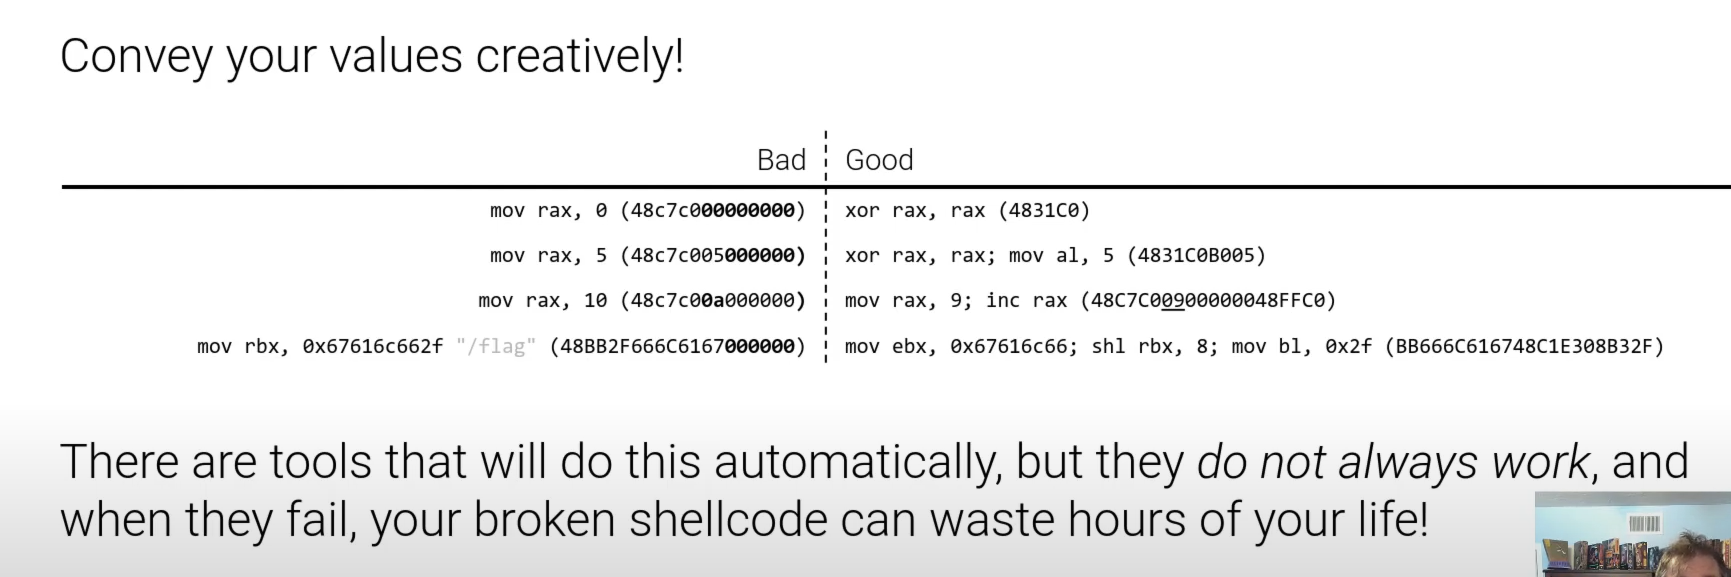 Convey your values creatively!
Bad Good
mov rax, 0 (48c7c000000000) xor rax, rax (4831C0)
mov rax, 5 (48c7c005000000) xor rax, rax; mov al, 5 (4831C0B005)
mov rax, 10 (48c7c00a000000) mov rax, 9; inc rax (48C7C00900000048FFC0)
mov rbx, 0x67616c662f "/flag" (48BB2F666C6167000000) mov ebx, 0x67616c66; shl rbx, 8; mov bl, 0x2f (BB666C616748C1E308B32F)
There are tools that will do this automatically, but they do not always work, and
when they fail, your broken shellcode can waste hours of your life!